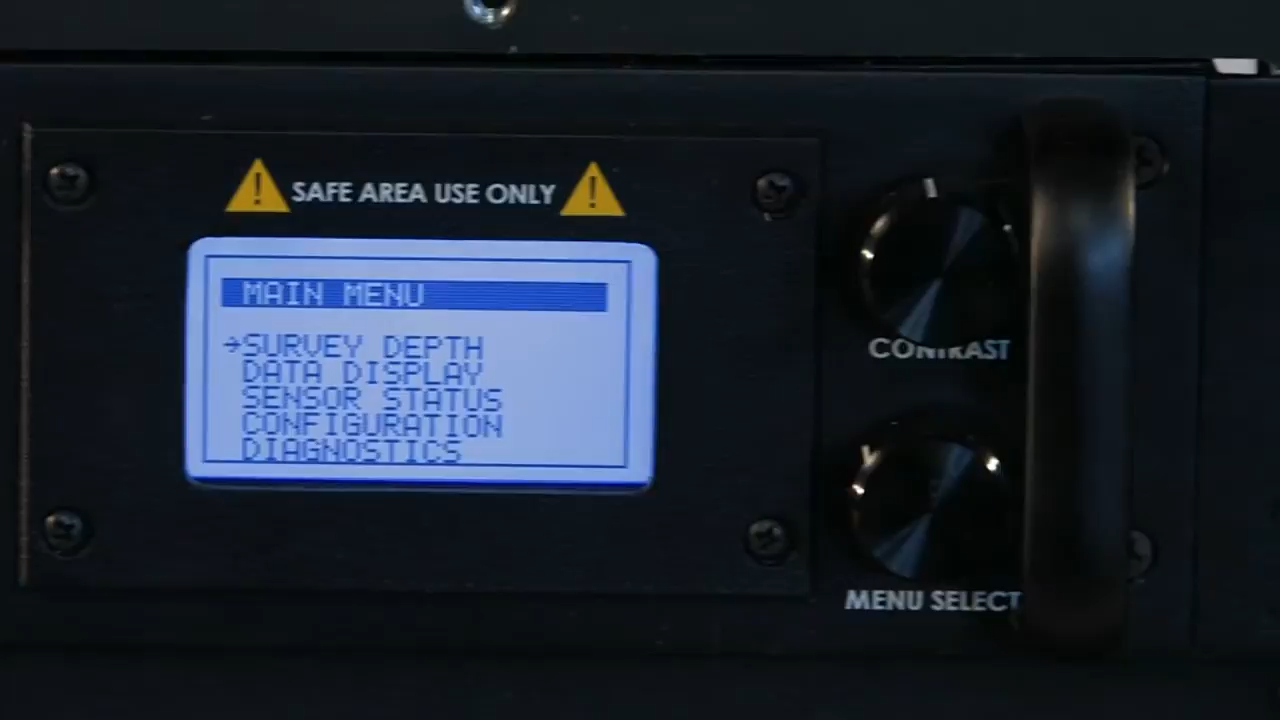 SAFE AREA USE ONLY
MAIN MENU
→SURVEY DEPTH
DATA DISPLAY
SENSOR STATUS
CONFIGURATION
DIAGNOSTICS
CONTRAST
MENU SELECT